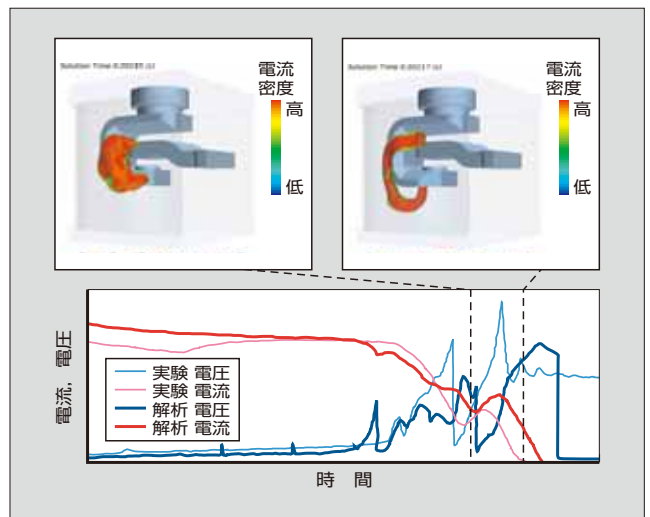 電流
密度
高
低
電流
密度
高
低
電流，電圧
実験 電圧
実験 電流
解析 電圧
解析 電流
時 間